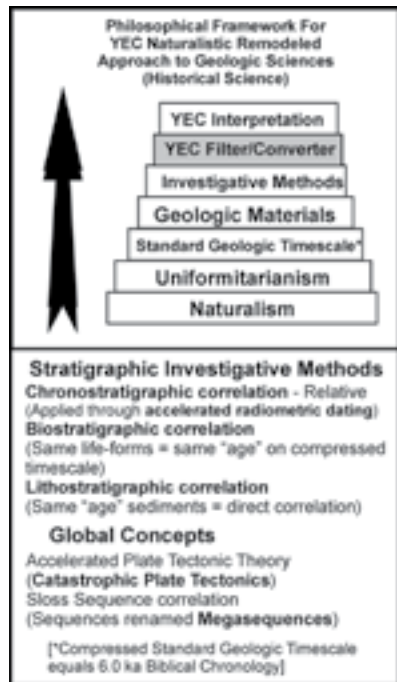 Philosophical Framework For
YEC Naturalistic Remodeled
Approach to Geologic Sciences
(Historical Science)
YEC Interpretation
YEC Filter/Converter
Investigative Methods
Geologic Materials
Standard Geologic Timescale*
Uniformitarianism
Naturalism
Stratigraphic Investigative Methods
Chronostratigraphic correlation - Relative
(Applied through accelerated radiometric dating)
Biostratigraphic correlation
(Same life-forms = same "age" on compressed
timescale)
Lithostratigraphic correlation
(Same "age" sediments = direct correlation)
Global Concepts
Accelerated Plate Tectonic Theory
(Catastrophic Plate Tectonics)
Sloss Sequence correlation
(Sequences renamed Megasequences)
[*Compressed Standard Geologic Timescale
equals 6.0 ka Biblical Chronology]